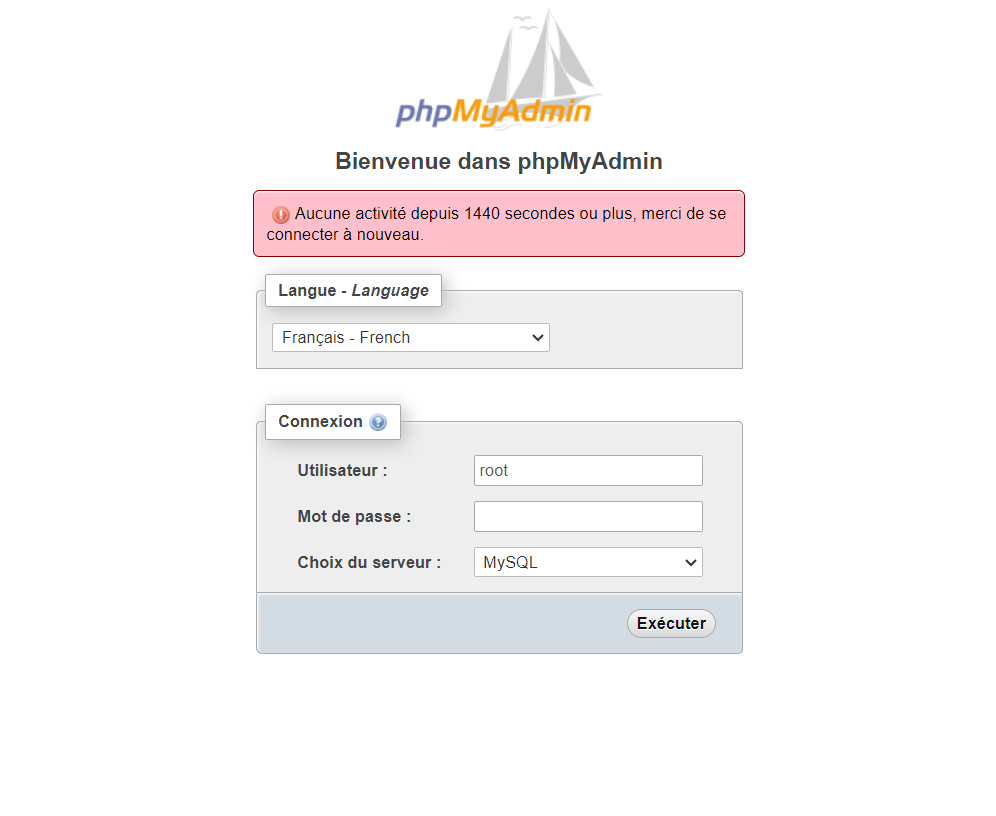 phpMyAdmin
Bienvenue dans phpMyAdmin
Aucune activité depuis 1440 secondes ou plus, merci de se
connecter à nouveau.
Langue - Language
Français - French
Connexion
Utilisateur :
root
Mot de passe :
Choix du serveur :
MySQL
Exécuter